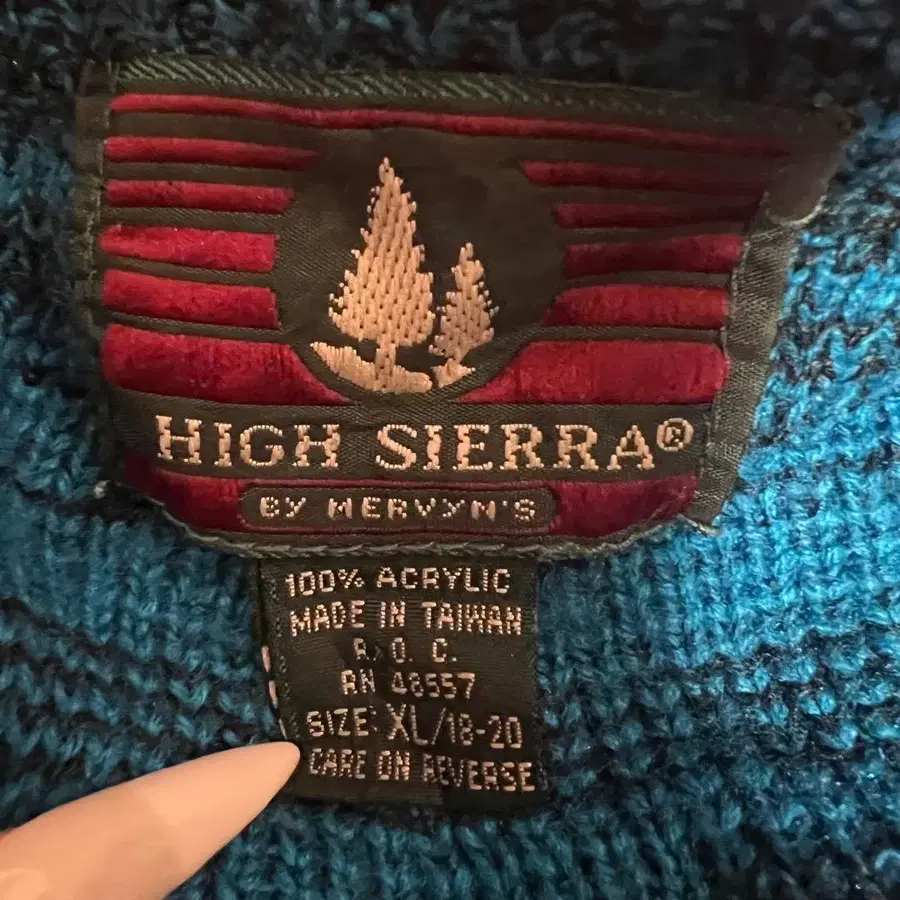 HIGH SIERRA®
BY MERVYN'S
100% ACRYLIC
MADE IN TAIWAN
R. O. C.
RN 48557
SIZE: XL/18-20
CARE ON REVERSE